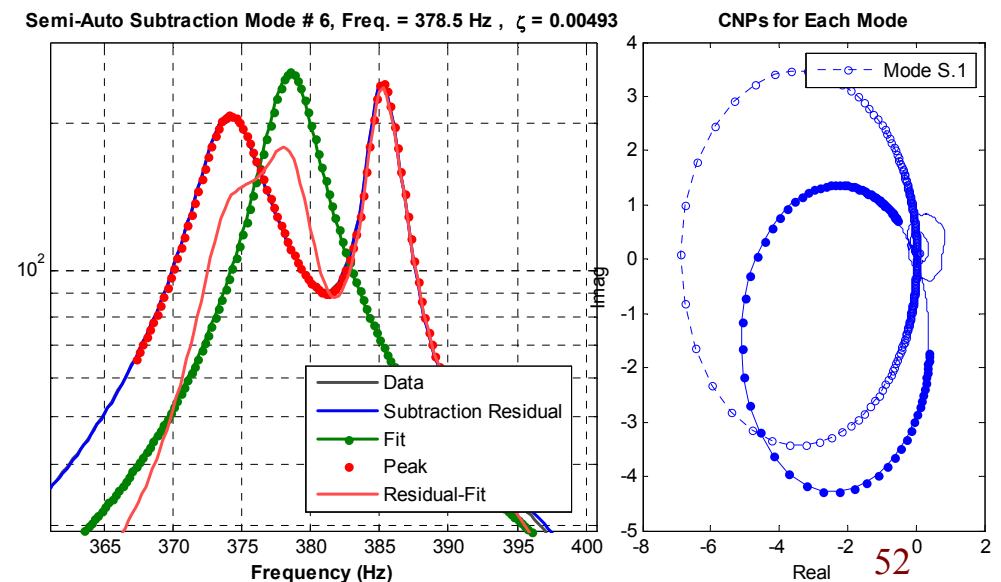 Semi-Auto Subtraction Mode # 6, Freq. = 378.5 Hz , ζ = 0.00493
10²
365 370 375 380 385 390 395 400
Frequency (Hz)
Data
Subtraction Residual
Fit
Peak
Residual-Fit
CNPs for Each Mode
Mode S.1
4
3
2
1
0
-1
-2
-3
-4
-5
Imag
-8 -6 -4 -2 0 2
Real
52